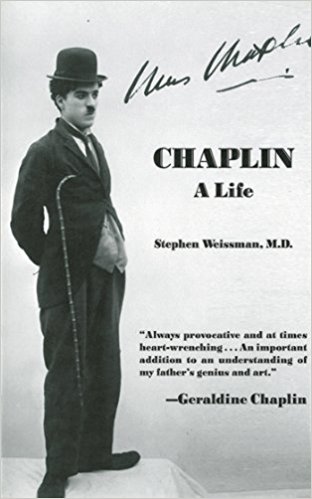 Chas Chaplin
CHAPLIN
A Life
Stephen Weissman, M.D.
“Always provocative and at times
heart-wrenching . . . An important
addition to an understanding of
my father’s genius and art.”
—Geraldine Chaplin